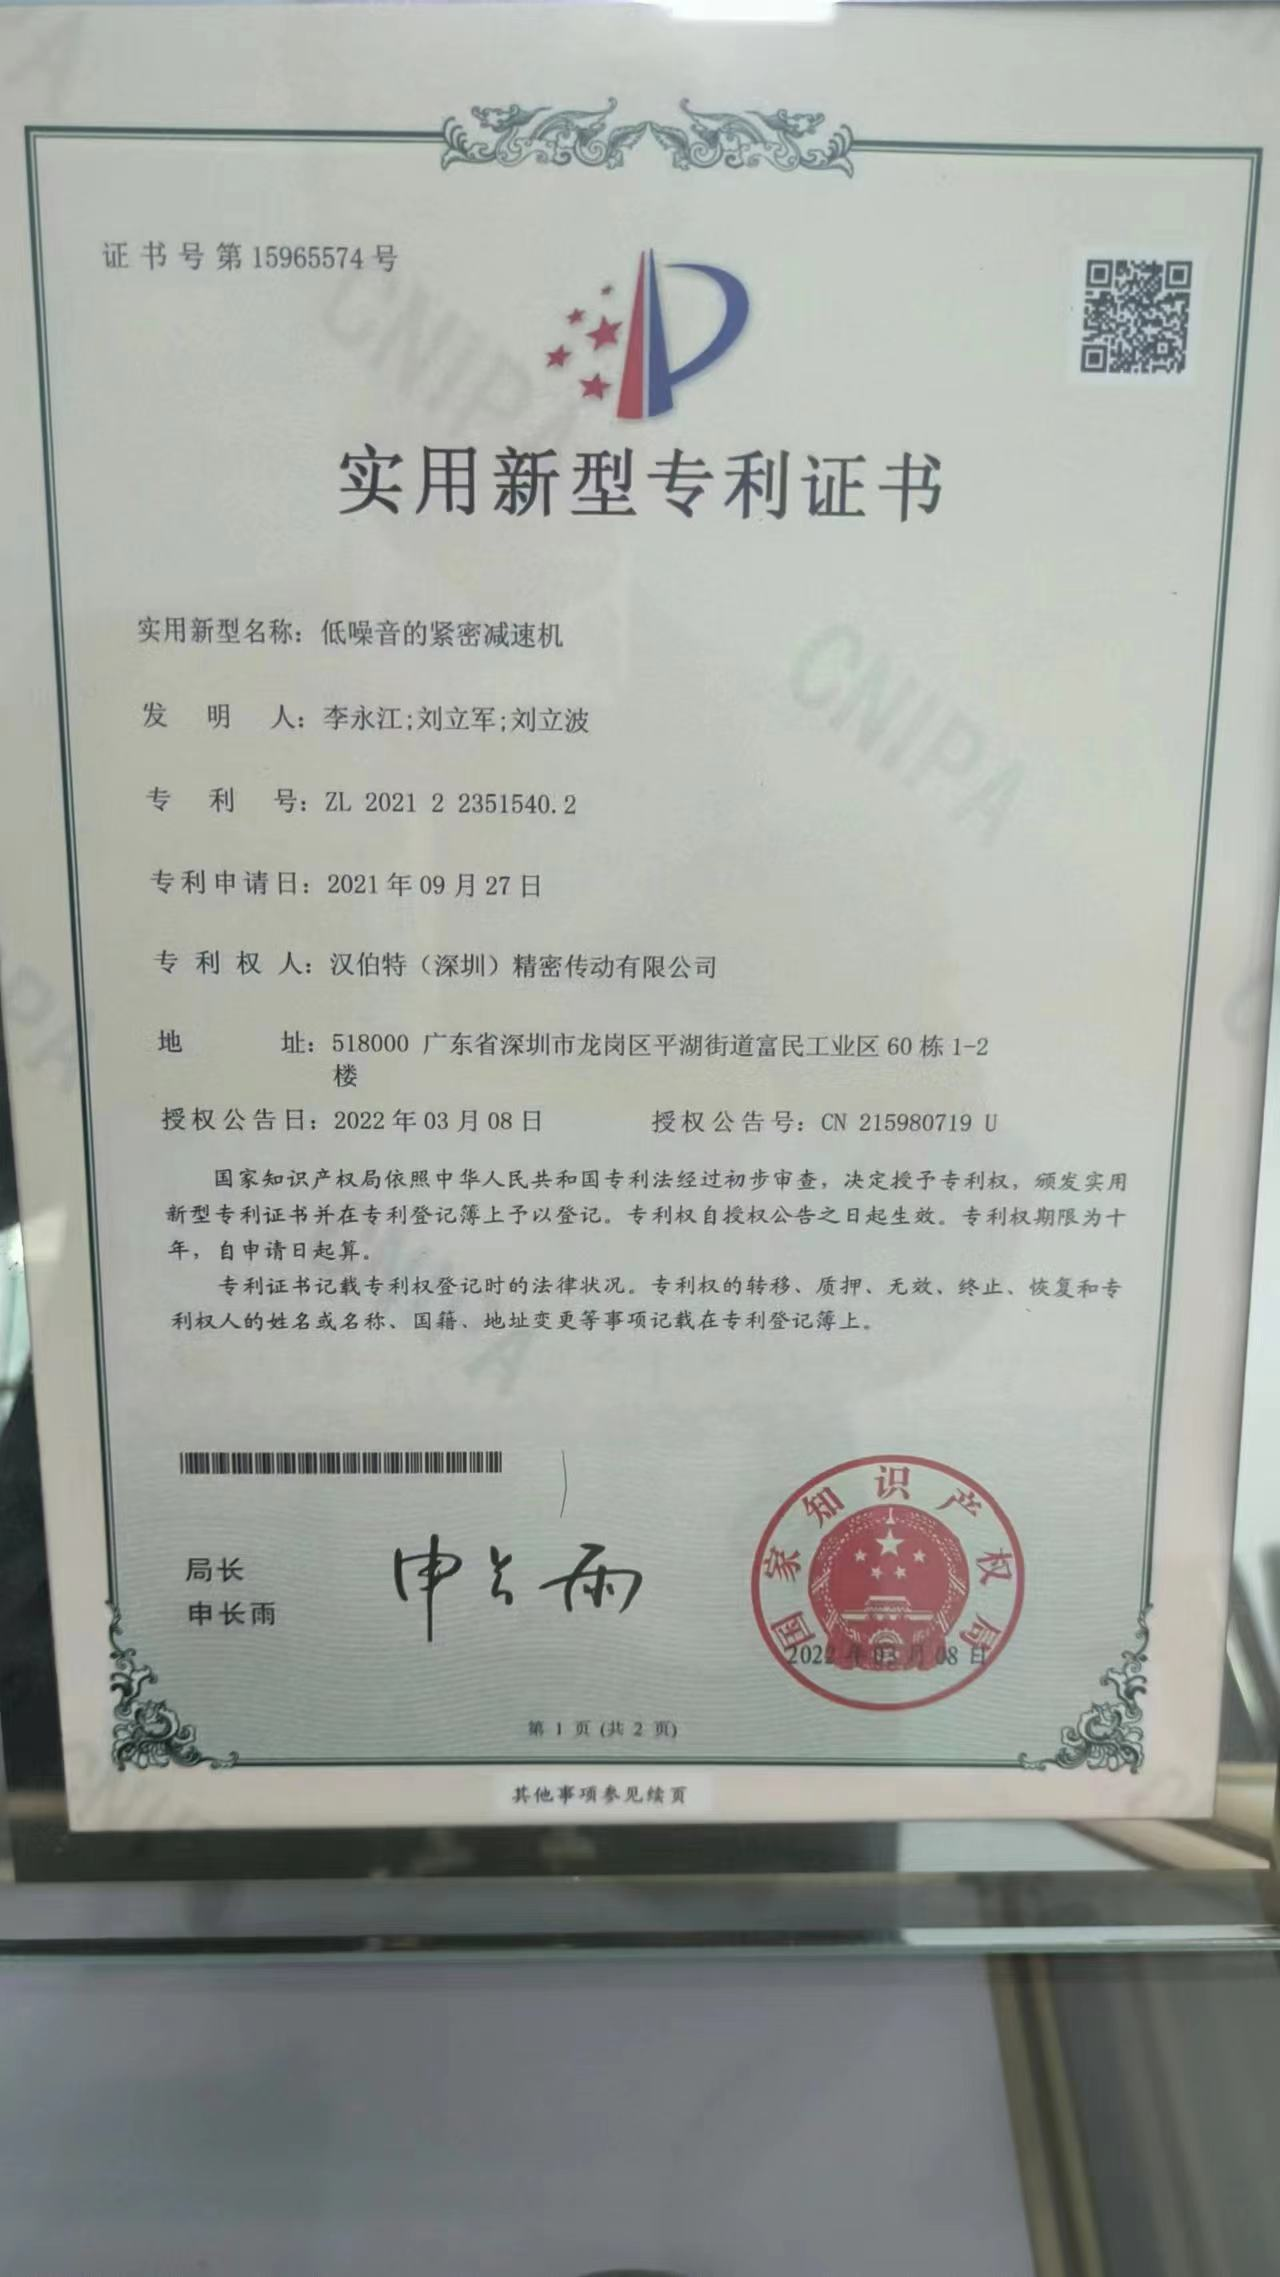 证书号第15965574号
实用新型专利证书
实用新型名称：低噪音的紧密减速机
发明人：李永江;刘立军;刘立波
专利号：ZL 2021 2 2351540.2
专利申请日：2021年09月27日
专利权人：汉伯特（深圳）精密传动有限公司
地址：518000 广东省深圳市龙岗区平湖街道富民工业区60栋1-2
楼
授权公告日：2022年03月08日 授权公告号：CN 215980719 U
国家知识产权局依照中华人民共和国专利法经过初步审查，决定授予专利权，颁发实用
新型专利证书并在专利登记簿上予以登记。专利权自授权公告之日起生效。专利权期限为十
年，自申请日起算。
专利证书记载专利权登记时的法律状况。专利权的转移、质押、无效、终止、恢复和专
利权人的姓名或名称、国籍、地址变更等事项记载在专利登记簿上。
局长
申长雨
申长雨
国家知识产权局
2022年03月08日
第 1 页 (共 2 页)
其他事项参见续页
CNIPA
CNIPA